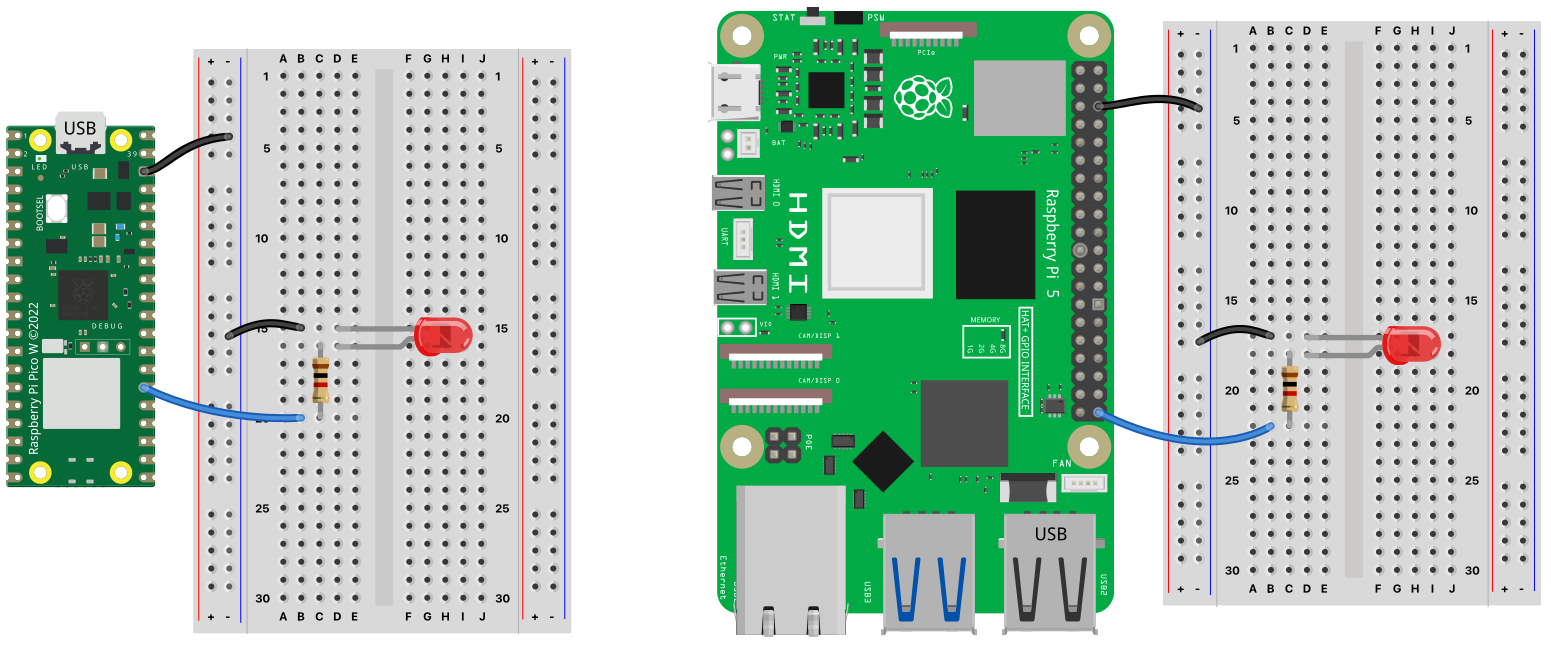 USB
1
2
39
LED
USB
BOOTSEL
DEBUG
Raspberry Pi Pico W ©2022
+ -
A B C D E
F G H I J
+ -
1
1
5
5
10
10
15
15
20
20
25
25
30
30
+ -
A B C D E
F G H I J
+ -
STAT
PSW
PCIe
PWR
BAT
HDMI 0
UART
HDMI
HDMI 1
VIO
Raspberry Pi 5
MEMORY
1G 2G 4G 8G
HAT+ GPIO INTERFACE
CAM/DISP 1
CAM/DISP 0
POE
FAN
Ethernet
USB3
USB
USB2
+ -
A B C D E
F G H I J
+ -
1
1
5
5
10
10
15
15
20
20
25
25
30
30
+ -
A B C D E
F G H I J
+ -